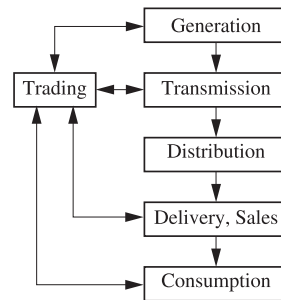 Generation
Trading
Transmission
Distribution
Delivery, Sales
Consumption